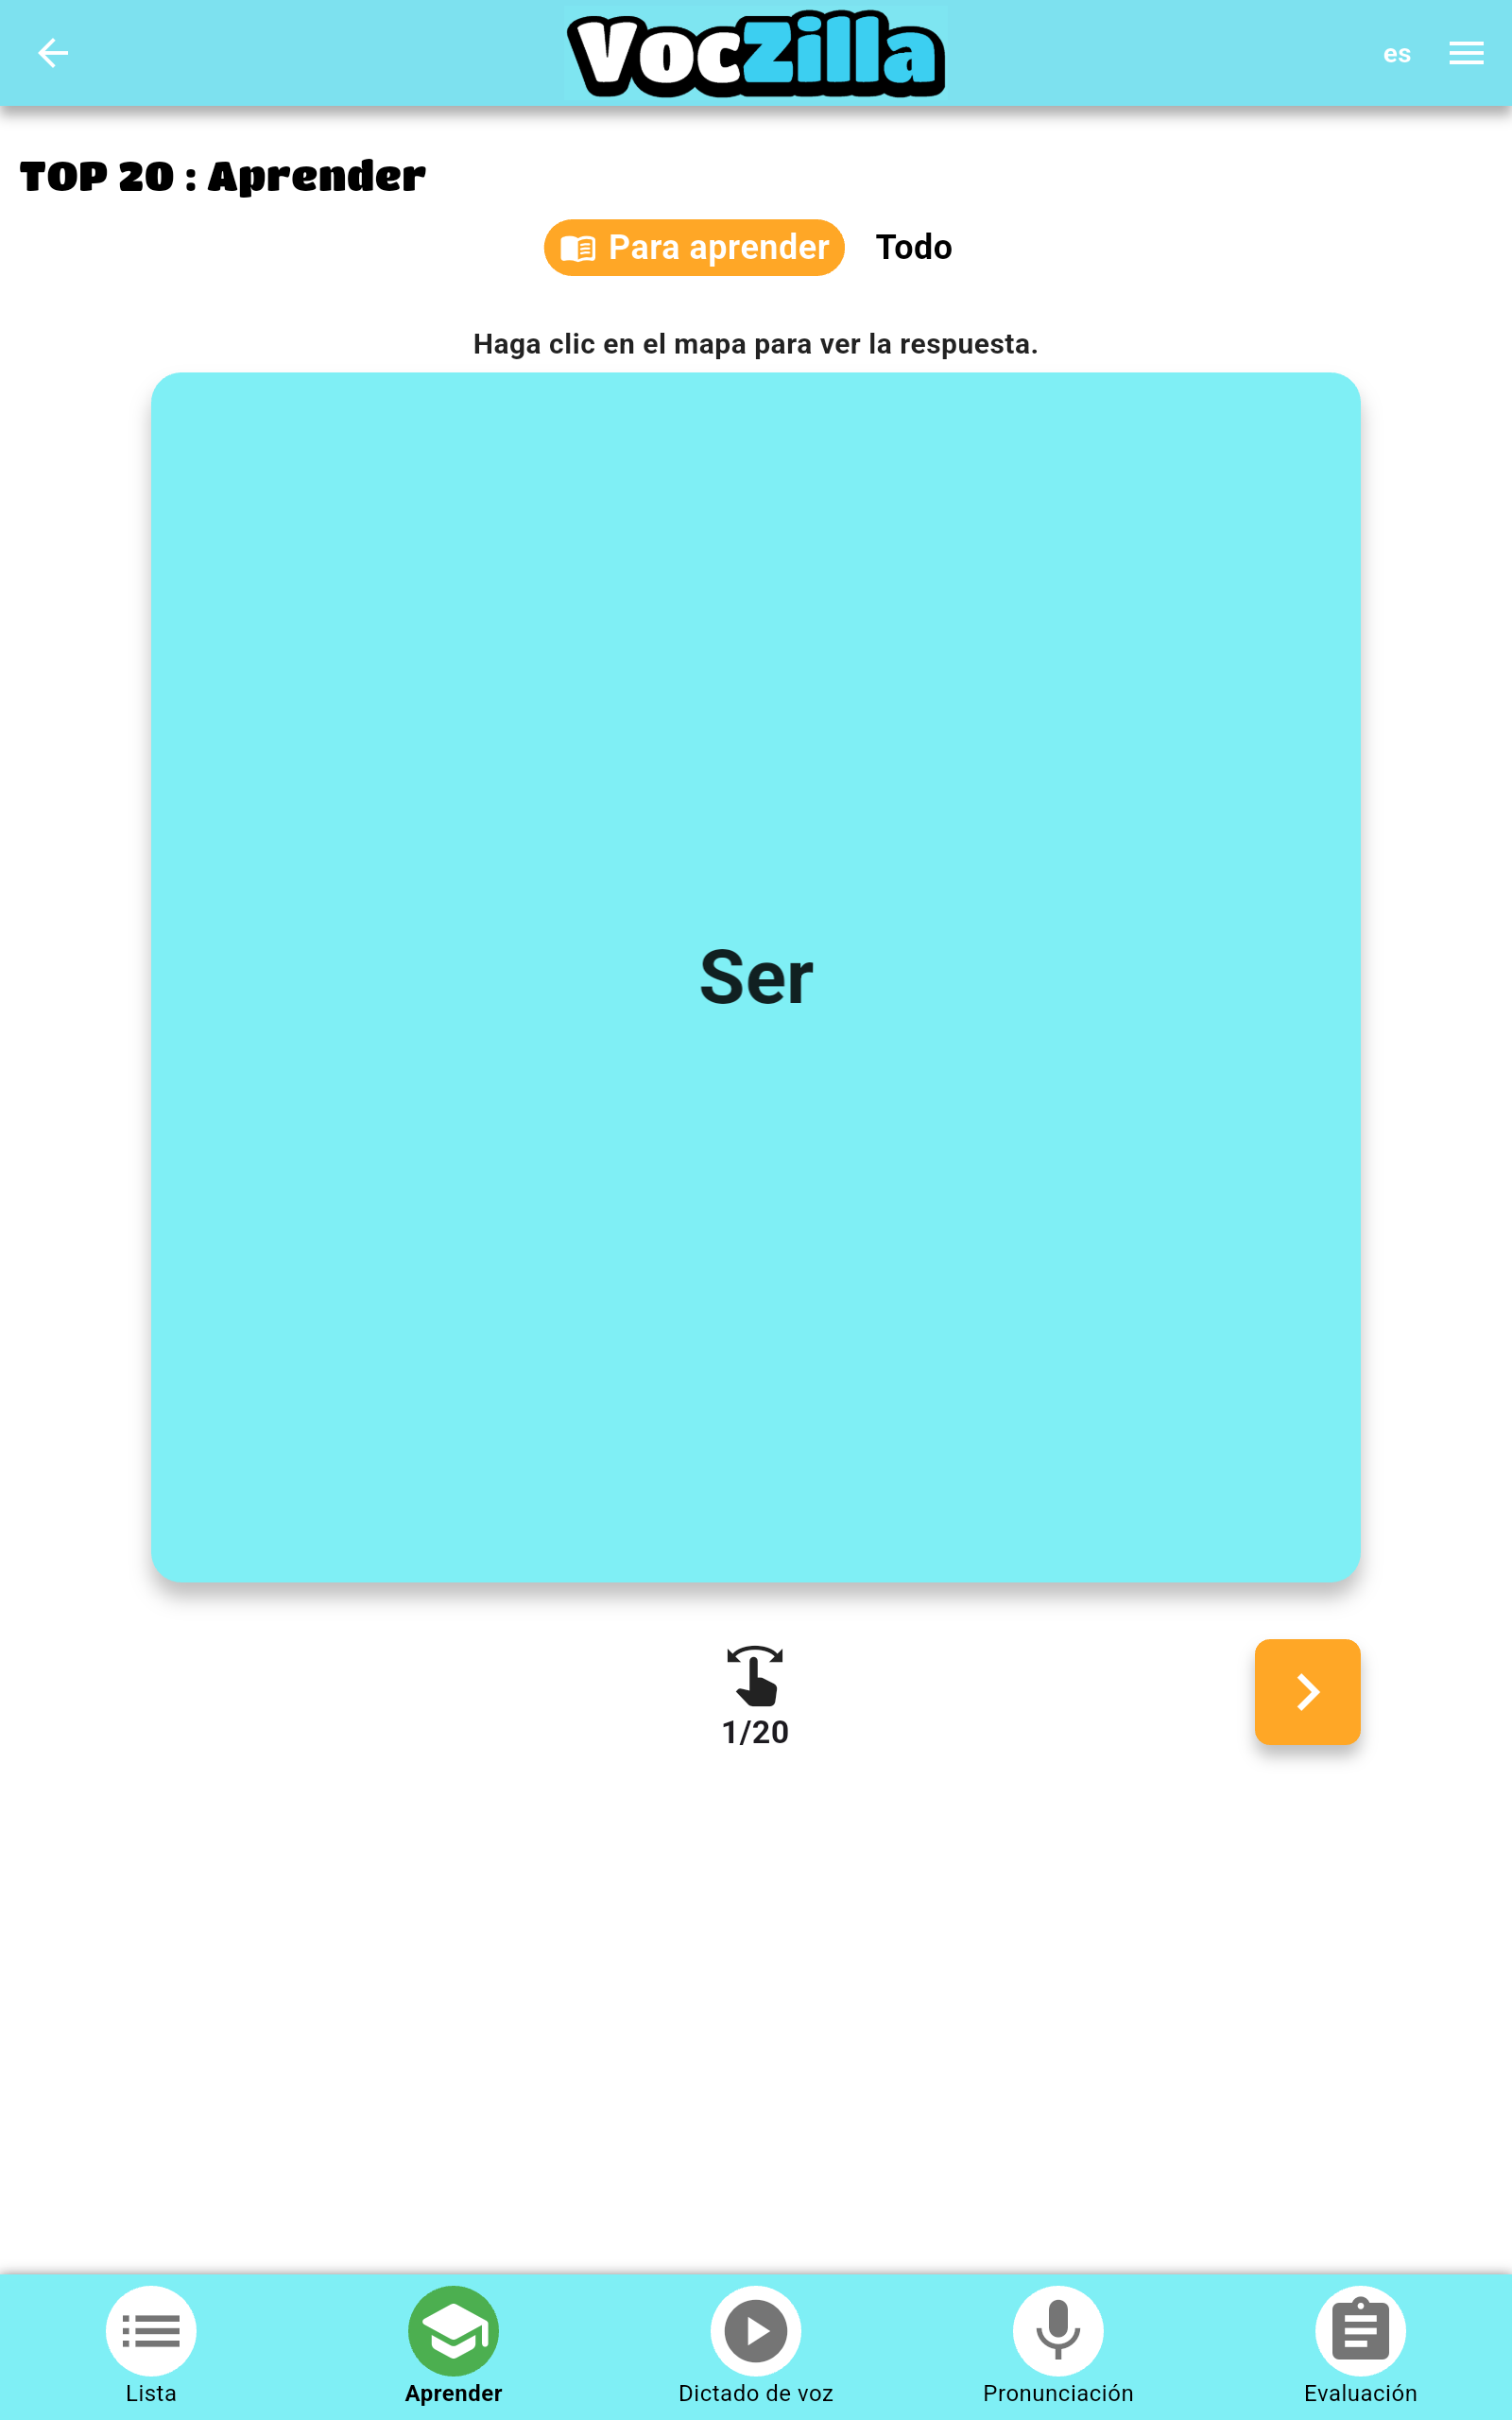 VocZilla
es
TOP 20 : Aprender
Para aprender
Todo
Haga clic en el mapa para ver la respuesta.
Ser
1/20
Lista
Aprender
Dictado de voz
Pronunciación
Evaluación